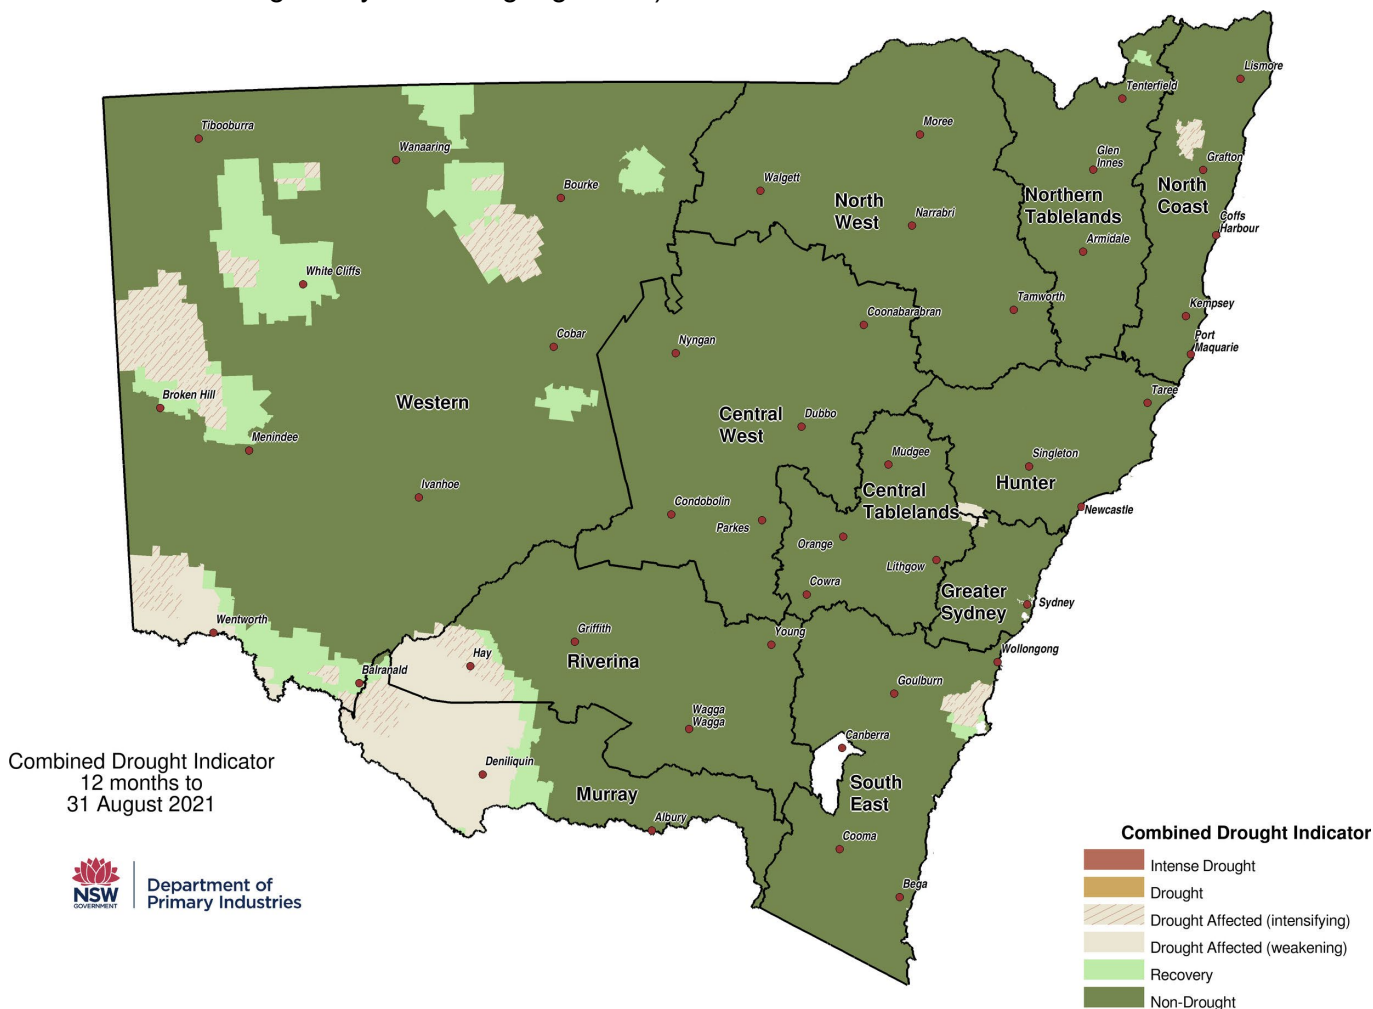 Tibooburra
Wanaaring
Bourke
White Cliffs
Cobar
Broken Hill
Menindee
Western
Ivanhoe
Wentworth
Balranald
Walgett
Moree
North
West
Narrabri
Tamworth
Tenterfield
Glen
Innes
Northern
Tablelands
Armidale
Lismore
Grafton
North
Coast
Coffs
Harbour
Kempsey
Port
Maquarie
Coonabarabran
Nyngan
Central
West
Dubbo
Condobolin
Parkes
Mudgee
Central
Tablelands
Orange
Lithgow
Cowra
Taree
Singleton
Hunter
Newcastle
Greater
Sydney
Sydney
Wollongong
Griffith
Hay
Riverina
Young
Wagga
Wagga
Deniliquin
Murray
Albury
Goulburn
Canberra
South
East
Cooma
Bega
Combined Drought Indicator
12 months to
31 August 2021
NSW
GOVERNMENT
Department of
Primary Industries
Combined Drought Indicator
Intense Drought
Drought
Drought Affected (intensifying)
Drought Affected (weakening)
Recovery
Non-Drought